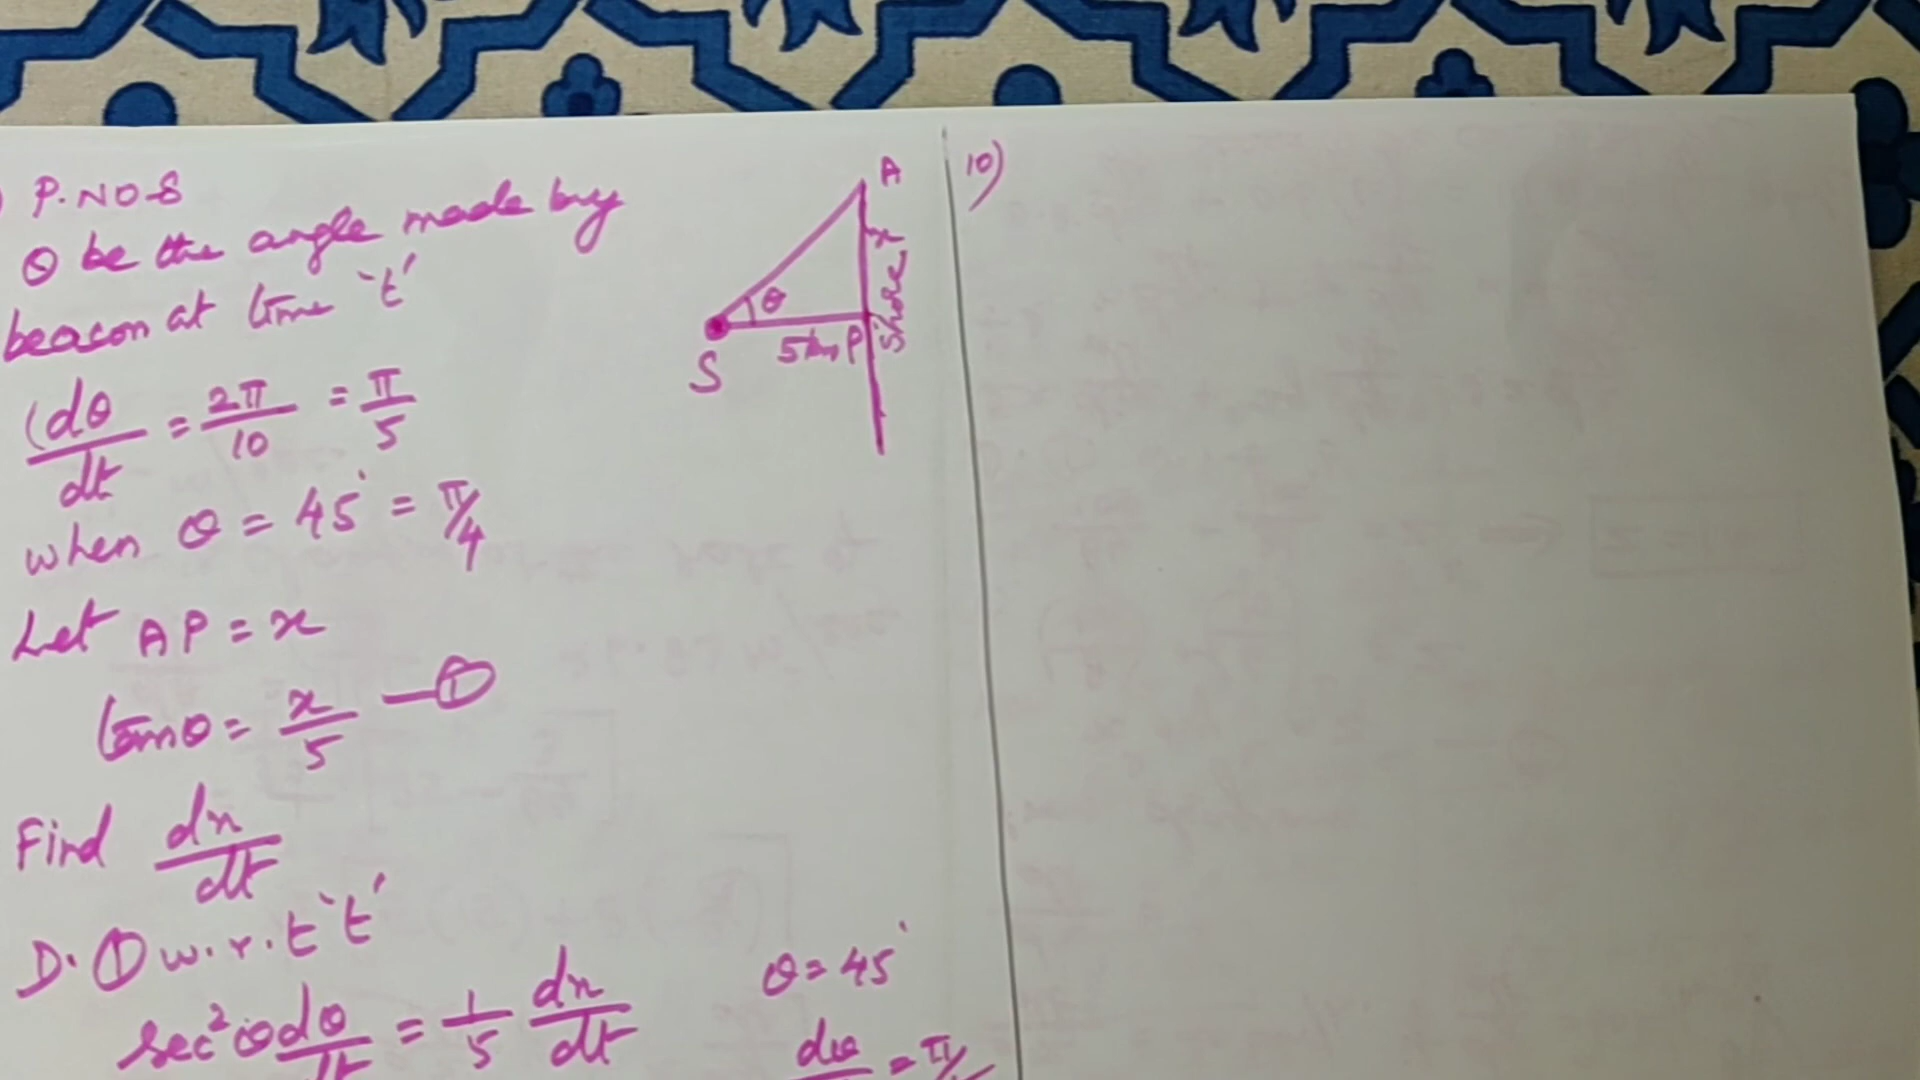 P.NO-8
θ be the angle made by
beacon at time 't'
(dθ/dt = 2π/10 = π/5
when θ = 45° = π/4
Let AP = x
tanθ = x/5 —①
Find dx/dt
D. ① w.r.t 't'
sec²θ dθ/dt = 1/5 dx/dt
θ = 45°
dθ = π/
A
x
Shore
θ
5km P
S
10)